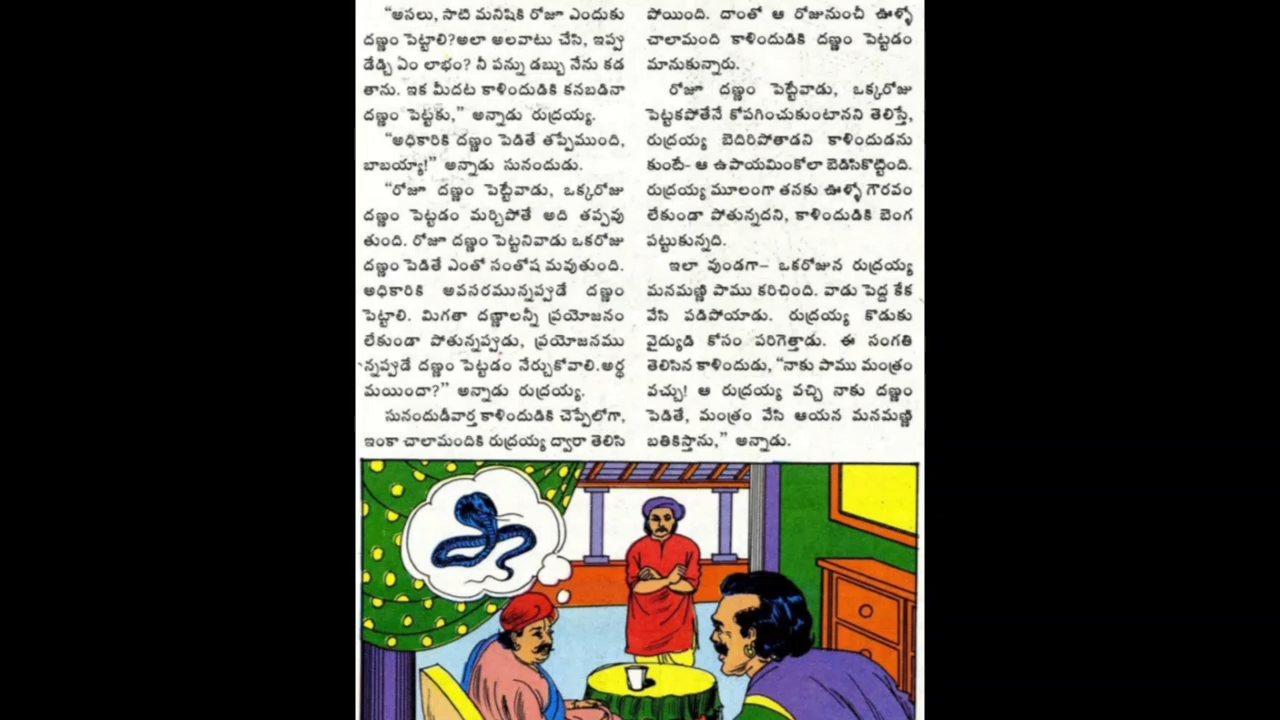 “అసలు, సాటి మనిషికి రోజూ ఎందుకు
దణ్ణం పెట్టాలి?అలా అలవాటు చేసి, ఇప్పు
డేడ్చి ఏం లాభం? నీ పన్ను డబ్బు నేను కడ
తాను. ఇక మీదట కాళిందుడికి కనబడినా
దణ్ణం పెట్టకు,” అన్నాడు రుద్రయ్య.
“అధికారికి దణ్ణం పెడితే తప్పేముంది,
బాబయ్యా!” అన్నాడు సునందుడు.
“రోజూ దణ్ణం పెట్టేవాడు, ఒక్కరోజు
దణ్ణం పెట్టడం మర్చిపోతే అది తప్పవు
తుంది. రోజూ దణ్ణం పెట్టనివాడు ఒకరోజు
దణ్ణం పెడితే ఎంతో సంతోష మవుతుంది.
అధికారికి అవసరమున్నప్పుడే దణ్ణం
పెట్టాలి. మిగతా దణ్ణాలన్నీ ప్రయోజనం
లేకుండా పోతున్నప్పుడు, ప్రయోజనము
న్నప్పుడే దణ్ణం పెట్టడం నేర్చుకోవాలి.అర్థ
మయిందా?” అన్నాడు రుద్రయ్య.
సునందుడీవార్త కాళిందుడికి చెప్పేలోగా,
ఇంకా చాలామందికి రుద్రయ్య ద్వారా తెలిసి
పోయింది. దాంతో ఆ రోజునుంచీ ఊళ్ళో
చాలామంది కాళిందుడికి దణ్ణం పెట్టడం
మానుకున్నారు.
రోజూ దణ్ణం పెట్టేవాడు, ఒక్కరోజు
పెట్టకపోతేనే కోపగించుకుంటానని తెలిస్తే,
రుద్రయ్య బెదిరిపోతాడని కాళిందుడను
కుంటే- ఆ ఉపాయమింకోలా బెడిసికొట్టింది.
రుద్రయ్య మూలంగా తనకు ఊళ్ళో గౌరవం
లేకుండా పోతున్నదని, కాళిందుడికి బెంగ
పట్టుకున్నది.
ఇలా వుండగా- ఒకరోజున రుద్రయ్య
మనమణ్ణి పాము కరిచింది. వాడు పెద్ద కేక
వేసి పడిపోయాడు. రుద్రయ్య కొడుకు
వైద్యుడి కోసం పరిగెత్తాడు. ఈ సంగతి
తెలిసిన కాళిందుడు, “నాకు పాము మంత్రం
వచ్చు! ఆ రుద్రయ్య వచ్చి నాకు దణ్ణం
పెడితే, మంత్రం వేసి ఆయన మనమణ్ణి
బతికిస్తాను,” అన్నాడు.